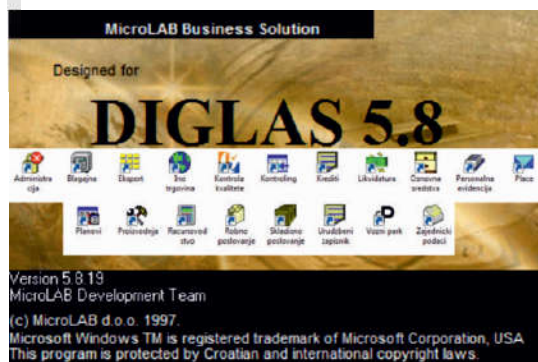 MicroLAB Business Solution
Designed for
DIGLAS 5.8
Administra cija Blagajna Eksport Ino trgovina Kontrola kvalitete Kontroling Krediti Likvidatura Osnovna sredstva Personalna evidencija Place
Planovi Proizvodnja Racunovod stvo Robno poslovanje Skladisno poslovanje Urudzbeni zapisnik Vozni park Zajednicki podaci
Version 5.8.19
MicroLAB Development Team
(c) MicroLAB d.o.o. 1997.
Microsoft Windows TM is registered trademark of Microsoft Corporation, USA
This program is protected by Croatian and international copyright laws.